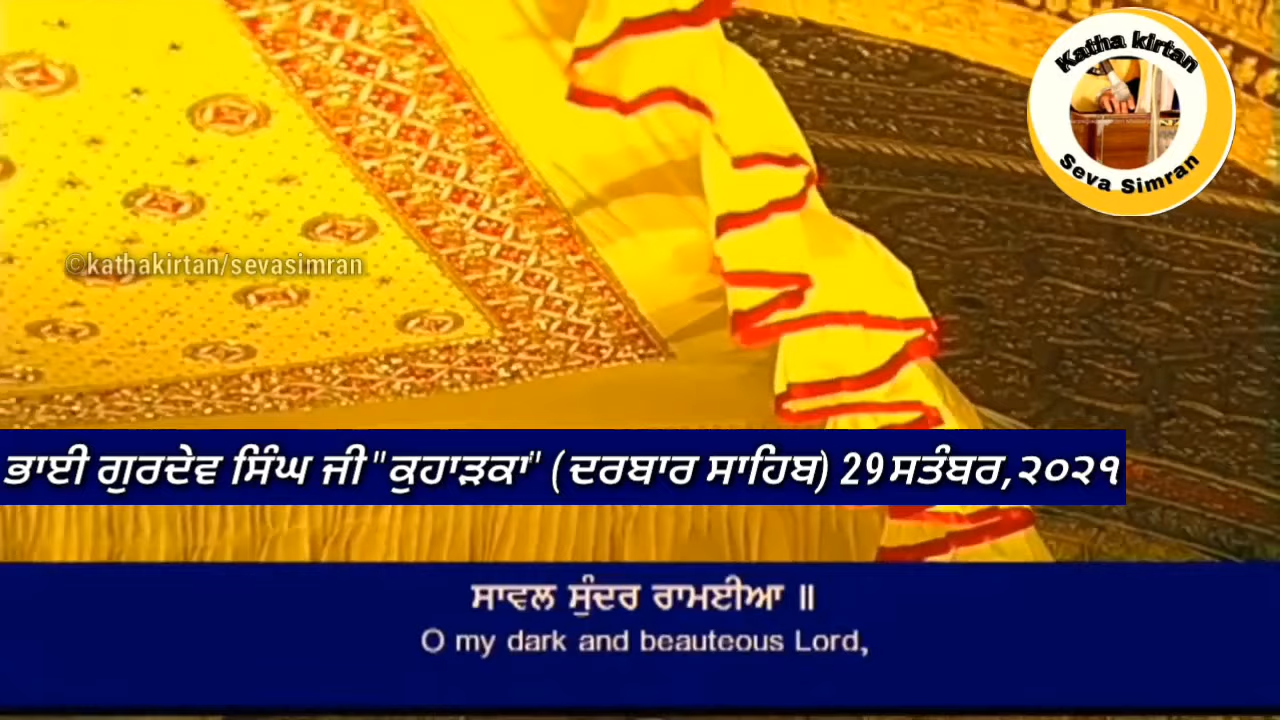 Katha kirtan
Seva Simran
©kathakirtan/sevasimran
ਭਾਈ ਗੁਰਦੇਵ ਸਿੰਘ ਜੀ "ਕੁਹਾੜਕਾ" (ਦਰਬਾਰ ਸਾਹਿਬ) 29 ਸਤੰਬਰ,੨੦੨੧
ਸਾਵਲ ਸੁੰਦਰ ਰਾਮਈਆ ॥
O my dark and beauteous Lord,